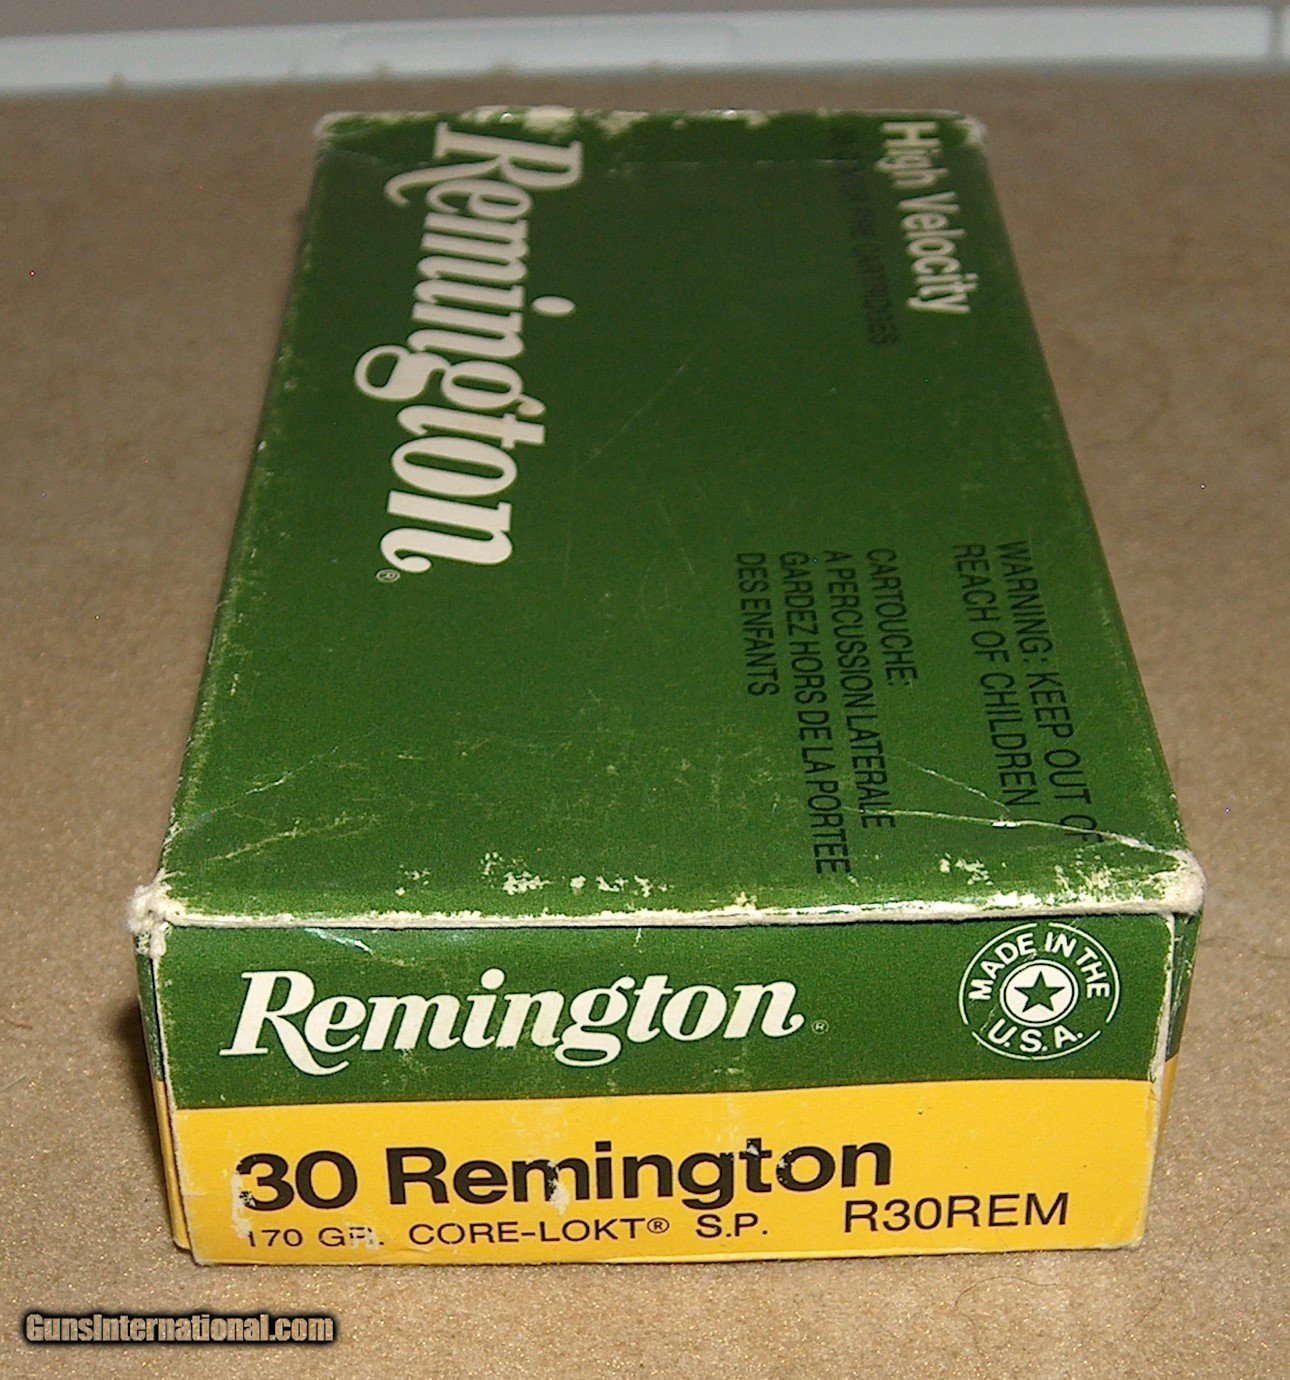 Remington®
High Velocity
CARTRIDGES
WARNING: KEEP OUT OF
REACH OF CHILDREN
CARTOUCHE:
A PERCUSSION LATERALE
GARDEZ HORS DE LA PORTEE
DES ENFANTS
Remington®
MADE IN THE
U.S.A.
30 Remington
170 GR. CORE-LOKT® S.P.
R30REM
GunsInternational.com